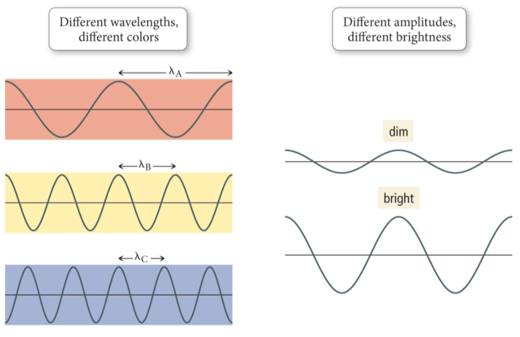 Different wavelengths,
different colors
λA
λB
λC
Different amplitudes,
different brightness
dim
bright